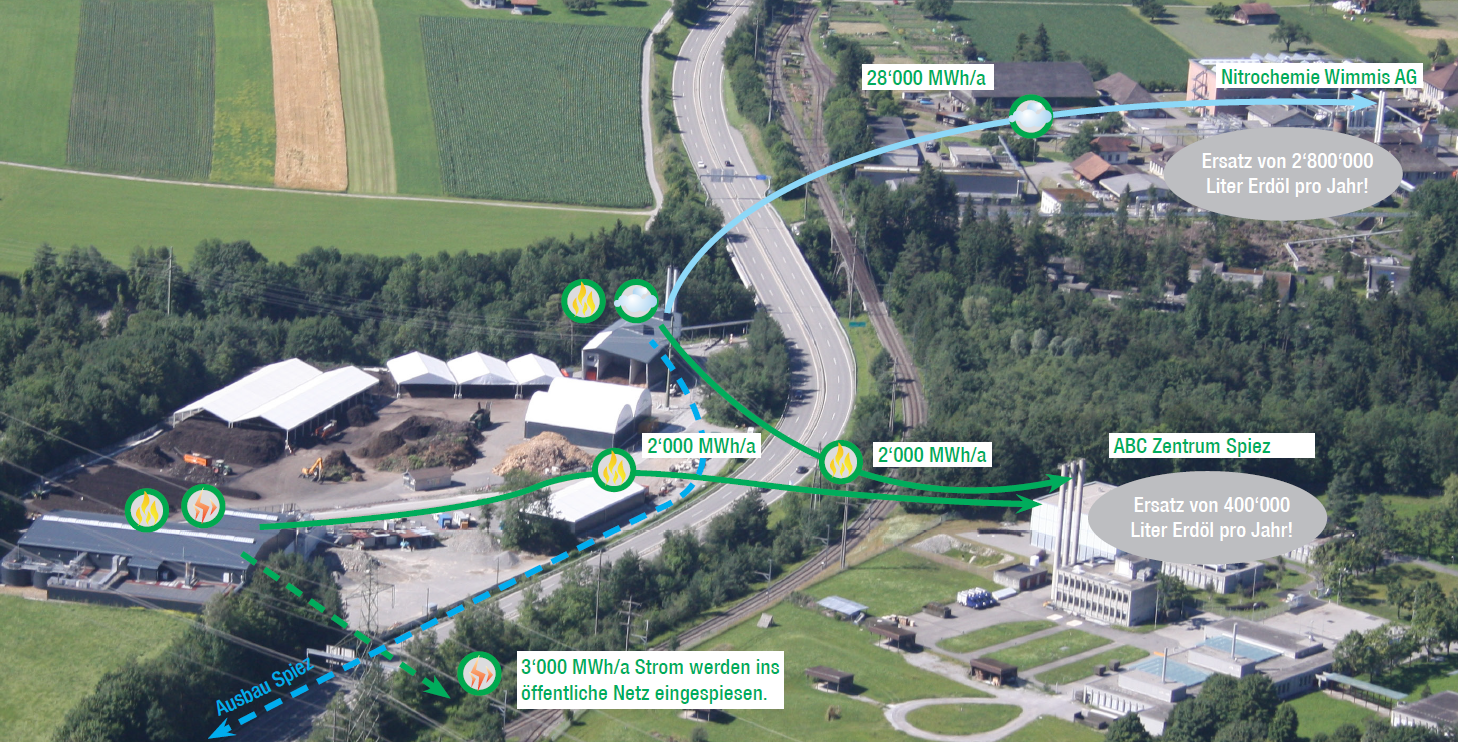 28‘000 MWh/a
Nitrochemie Wimmis AG
Ersatz von 2‘800‘000
Liter Erdöl pro Jahr!
2‘000 MWh/a
2‘000 MWh/a
ABC Zentrum Spiez
Ersatz von 400‘000
Liter Erdöl pro Jahr!
Ausbau Spiez
3‘000 MWh/a Strom werden ins
öffentliche Netz eingespiesen.